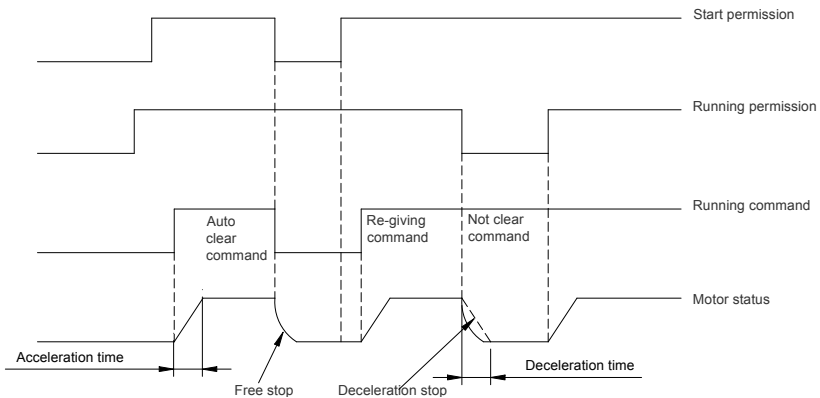 Start permission
Running permission
Running command
Auto
clear
command
Re-giving
command
Not clear
command
Motor status
Acceleration time
Deceleration time
Free stop
Deceleration stop